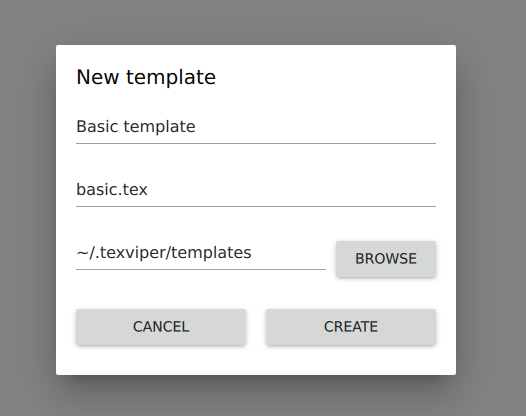 New template
Basic template
basic.tex
~/.texviper/templates
BROWSE
CANCEL
CREATE